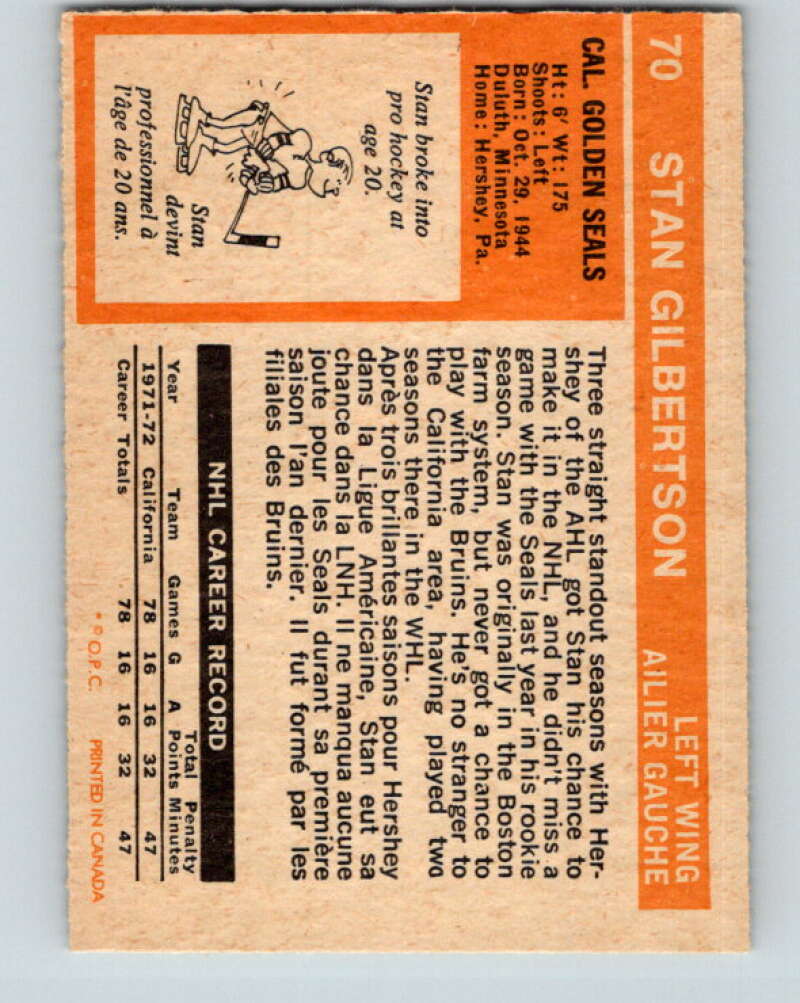 70 STAN GILBERTSON
LEFT WING
AILIER GAUCHE
CAL. GOLDEN SEALS
Ht: 6' Wt: 175
Shoots: Left
Born: Oct. 29, 1944
Duluth, Minnesota
Home: Hershey, Pa.
Stan broke into
pro hockey at
age 20.
Stan
devint
professionnel à
l'âge de 20 ans.
Three straight standout seasons with Her-
shey of the AHL got Stan his chance to
make it in the NHL, and he didn't miss a
game with the Seals last year in his rookie
season. Stan was originally in the Boston
farm system, but never got a chance to
play with the Bruins. He's no stranger to
the California area, having played two
seasons there in the WHL.
Après trois brillantes saisons pour Hershey
dans la Ligue Américaine, Stan eut sa
chance dans la LNH. Il ne manqua aucune
joute pour les Seals durant sa première
saison l'an dernier. Il fut formé par les
filiales des Bruins.
NHL CAREER RECORD
Total Penalty
Year Team Games G A Points Minutes
1971-72 California 78 16 16 32 47
Career Totals 78 16 16 32 47
* © O.P.C. PRINTED IN CANADA